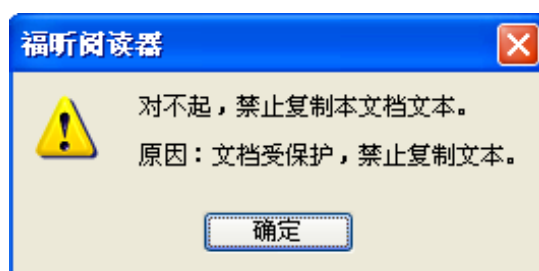 福昕阅读器
对不起，禁止复制本文档文本。
原因：文档受保护，禁止复制文本。
确定